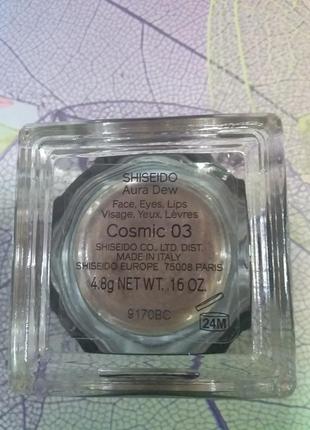 SHISEIDO
Aura Dew
Face, Eyes, Lips
Visage, Yeux, Lèvres
Cosmic 03
SHISEIDO CO., LTD. DIST.
MADE IN ITALY
SHISEIDO EUROPE 75008 PARIS
4.8g NET WT. .16 OZ.
9170BC
24M